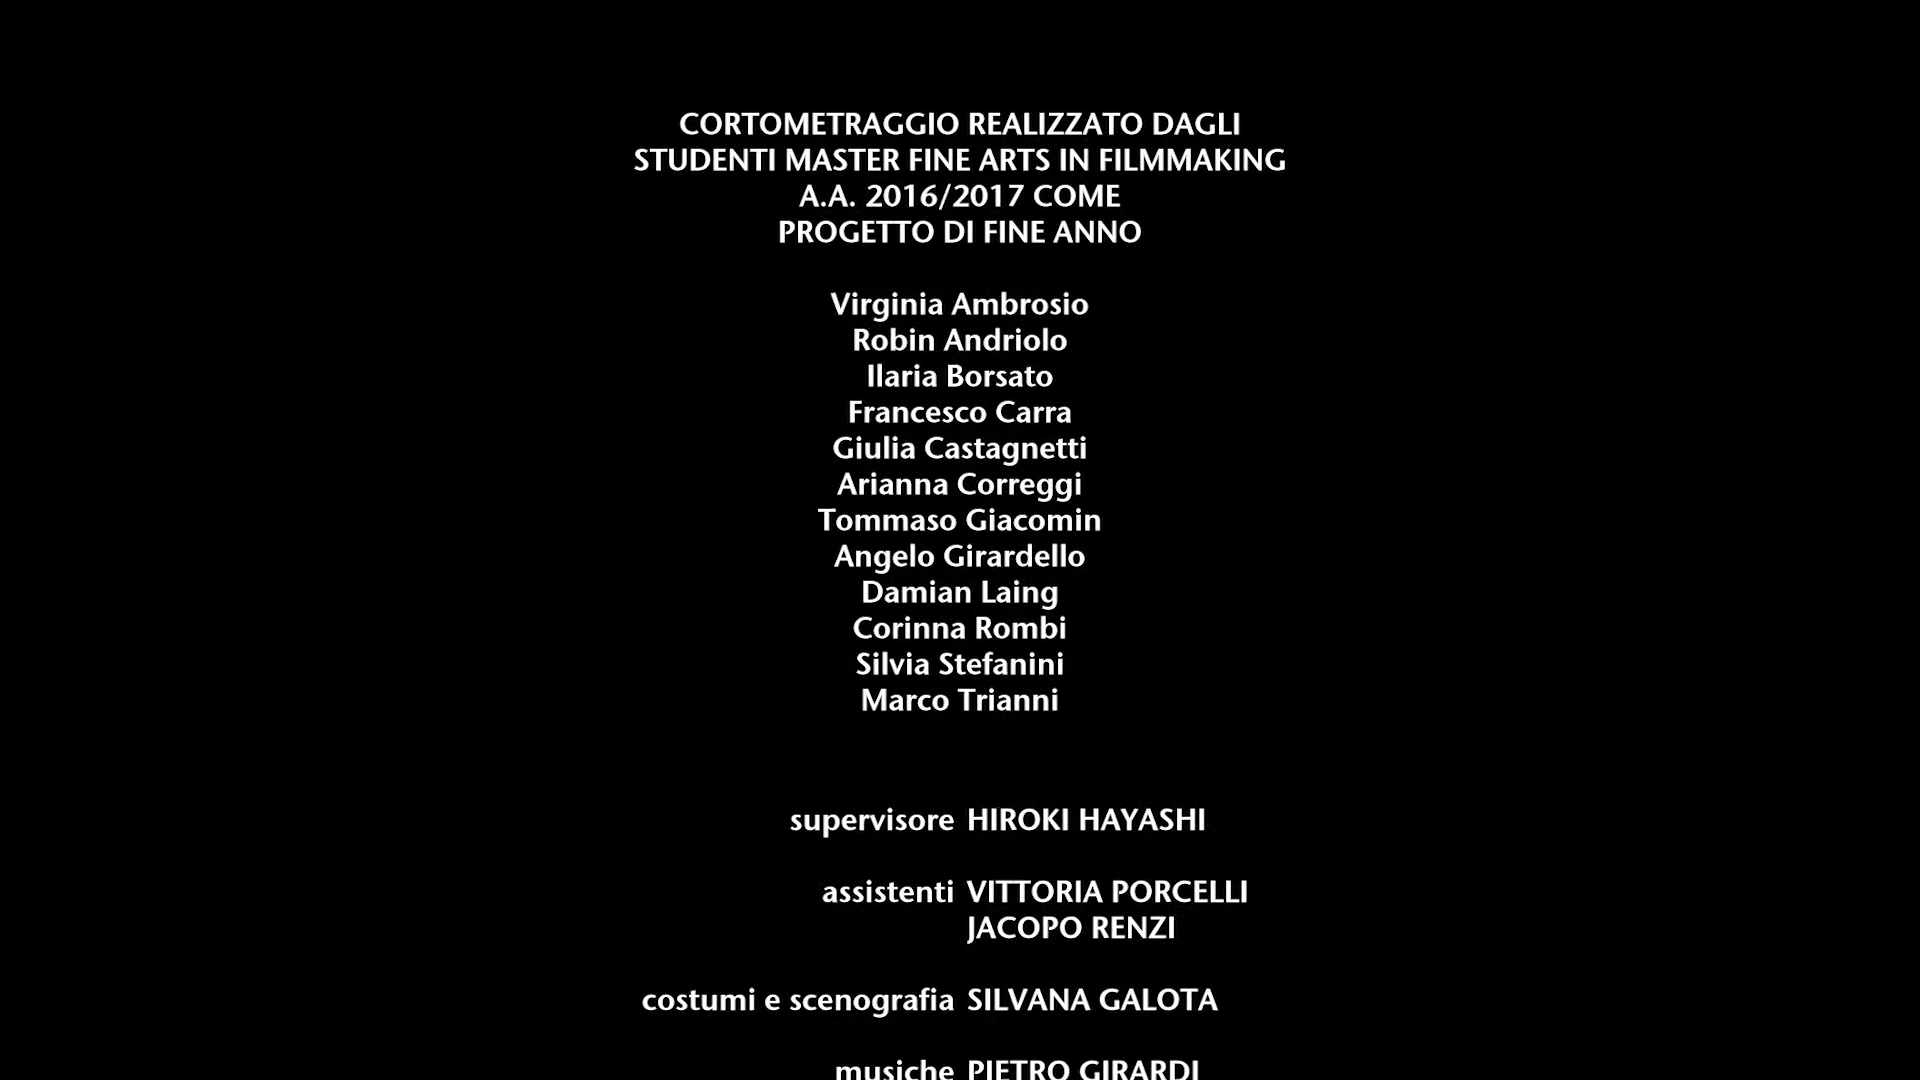 CORTOMETRAGGIO REALIZZATO DAGLI
STUDENTI MASTER FINE ARTS IN FILMMAKING
A.A. 2016/2017 COME
PROGETTO DI FINE ANNO
Virginia Ambrosio
Robin Andriolo
Ilaria Borsato
Francesco Carra
Giulia Castagnetti
Arianna Correggi
Tommaso Giacomin
Angelo Girardello
Damian Laing
Corinna Rombi
Silvia Stefanini
Marco Trianni
supervisore HIROKI HAYASHI
assistenti VITTORIA PORCELLI
JACOPO RENZI
costumi e scenografia SILVANA GALOTA
musiche PIETRO GIRARDI